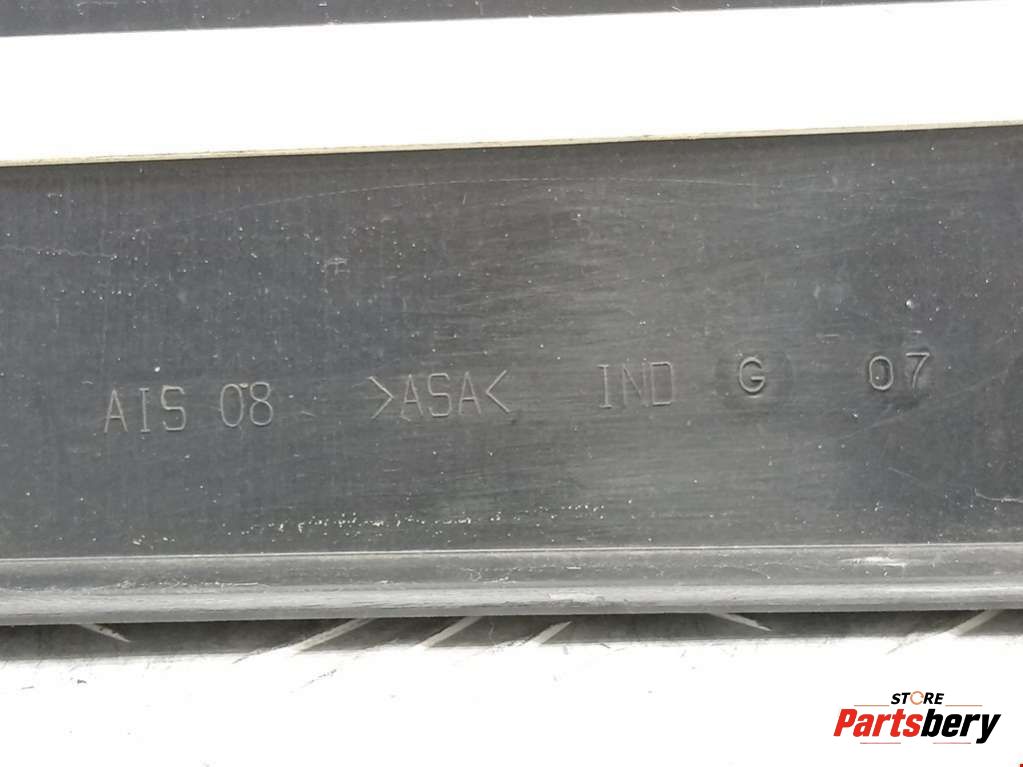 AIS 08 >ASA< IND G 07
STORE
Partsbery